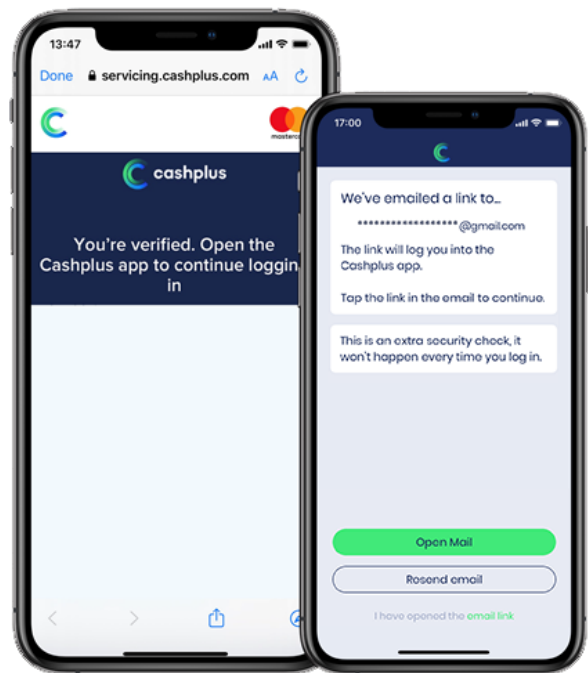 13:47
Done servicing.cashplus.com AA
mastercard
cashplus
You're verified. Open the
Cashplus app to continue loggin
in
17:00
We've emailed a link to...
******************@gmail.com
The link will log you into the
Cashplus app.
Tap the link in the email to continue.
This is an extra security check, it
won't happen every time you log in.
Open Mail
Resend email
I have opened the email link